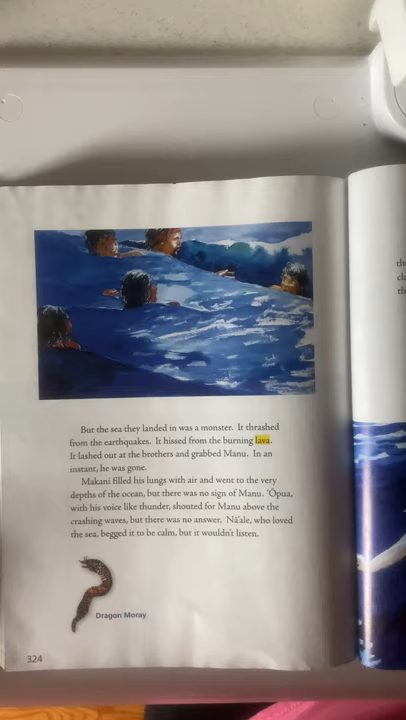 But the sea they landed in was a monster. It thrashed
from the earthquakes. It hissed from the burning lava.
It lashed out at the brothers and grabbed Manu. In an
instant, he was gone.
Makani filled his lungs with air and went to the very
depths of the ocean, but there was no sign of Manu. ʻŌpua,
with his voice like thunder, shouted for Manu above the
crashing waves, but there was no answer. Nāʻale, who loved
the sea, begged it to be calm, but it wouldn't listen.
Dragon Moray
324